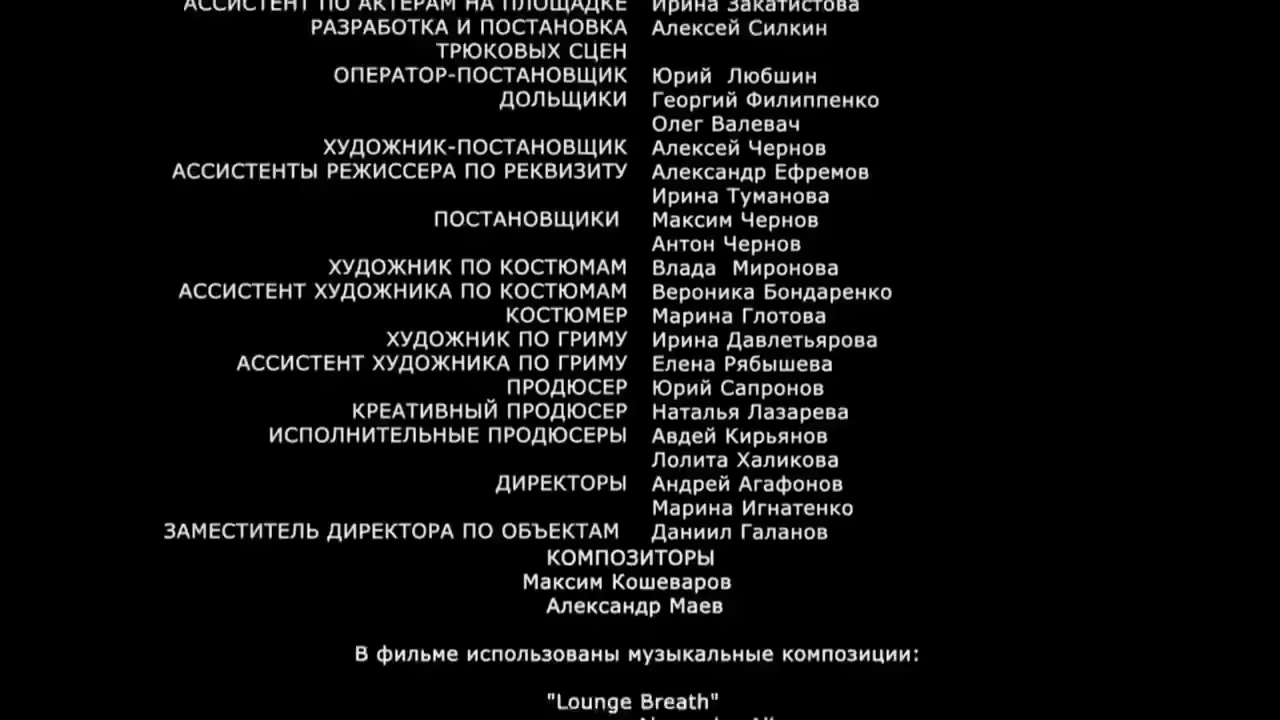 АССИСТЕНТ ПО АКТЕРАМ НА ПЛОЩАДКЕ Ирина Закатистова
РАЗРАБОТКА И ПОСТАНОВКА Алексей Силкин
ТРЮКОВЫХ СЦЕН
ОПЕРАТОР-ПОСТАНОВЩИК Юрий Любшин
ДОЛЬЩИКИ Георгий Филиппенко
Олег Валевач
ХУДОЖНИК-ПОСТАНОВЩИК Алексей Чернов
АССИСТЕНТЫ РЕЖИССЕРА ПО РЕКВИЗИТУ Александр Ефремов
Ирина Туманова
ПОСТАНОВЩИКИ Максим Чернов
Антон Чернов
ХУДОЖНИК ПО КОСТЮМАМ Влада Миронова
АССИСТЕНТ ХУДОЖНИКА ПО КОСТЮМАМ Вероника Бондаренко
КОСТЮМЕР Марина Глотова
ХУДОЖНИК ПО ГРИМУ Ирина Давлетьярова
АССИСТЕНТ ХУДОЖНИКА ПО ГРИМУ Елена Рябышева
ПРОДЮСЕР Юрий Сапронов
КРЕАТИВНЫЙ ПРОДЮСЕР Наталья Лазарева
ИСПОЛНИТЕЛЬНЫЕ ПРОДЮСЕРЫ Авдей Кирьянов
Лолита Халикова
ДИРЕКТОРЫ Андрей Агафонов
Марина Игнатенко
ЗАМЕСТИТЕЛЬ ДИРЕКТОРА ПО ОБЪЕКТАМ Даниил Галанов
КОМПОЗИТОРЫ
Максим Кошеваров
Александр Маев
В фильме использованы музыкальные композиции:
"Lounge Breath"